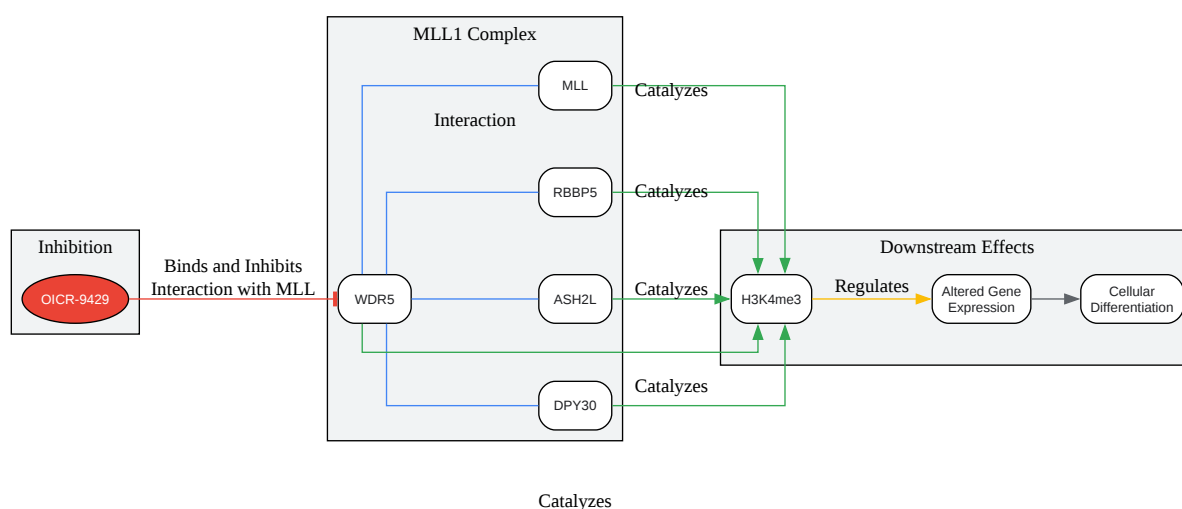 MLL1 Complex
MLL
Catalyzes
Interaction
RBBP5
Catalyzes
Inhibition
OICR-9429
Binds and Inhibits
Interaction with MLL
WDR5
ASH2L
Catalyzes
Downstream Effects
H3K4me3
Regulates
Altered Gene
Expression
Cellular
Differentiation
DPY30
Catalyzes
Catalyzes